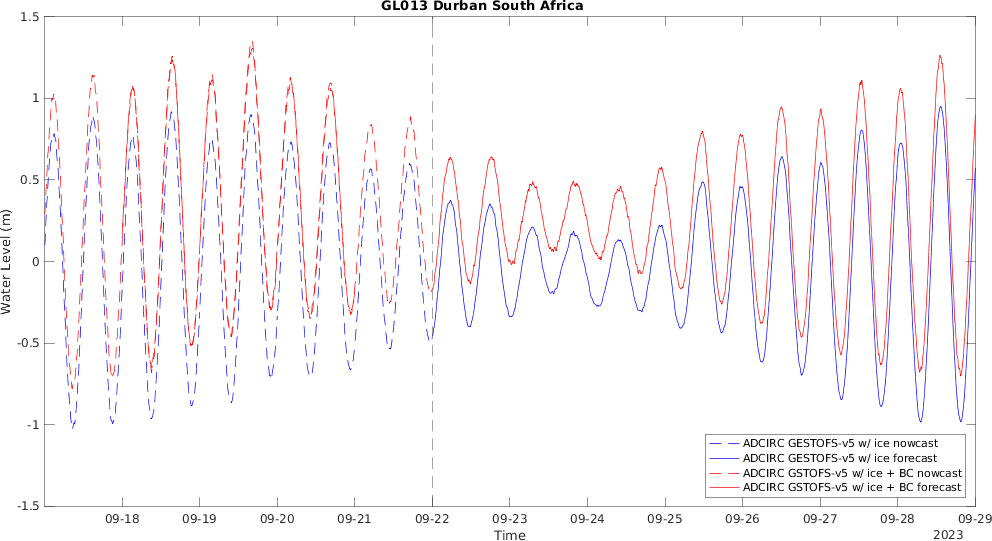 GL013 Durban South Africa
1.5
1
0.5
0
-0.5
-1
-1.5
Water Level (m)
ADCIRC GESTOFS-v5 w/ ice nowcast
ADCIRC GESTOFS-v5 w/ ice forecast
ADCIRC GSTOFS-v5 w/ ice + BC nowcast
ADCIRC GSTOFS-v5 w/ ice + BC forecast
09-18 09-19 09-20 09-21 09-22 09-23 09-24 09-25 09-26 09-27 09-28 09-29
Time
2023